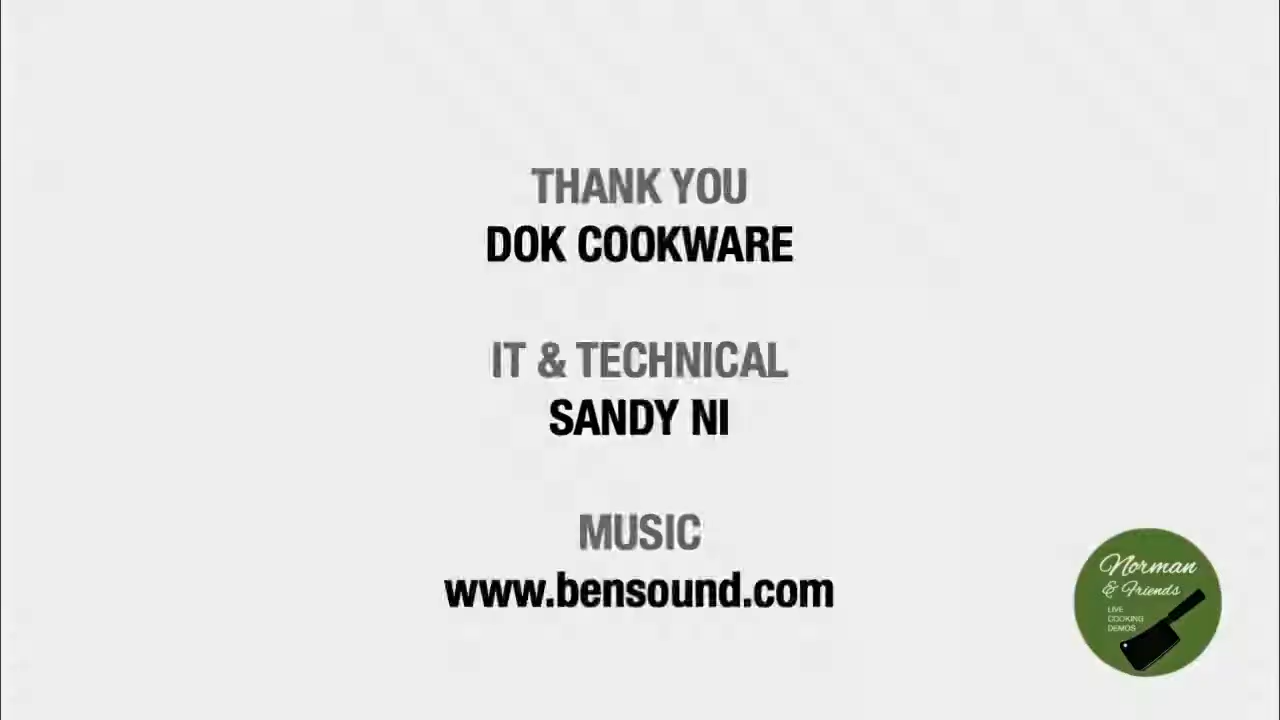 THANK YOU
DOK COOKWARE
IT & TECHNICAL
SANDY NI
MUSIC
www.bensound.com
Norman
& Friends
LIVE
COOKING
DEMOS